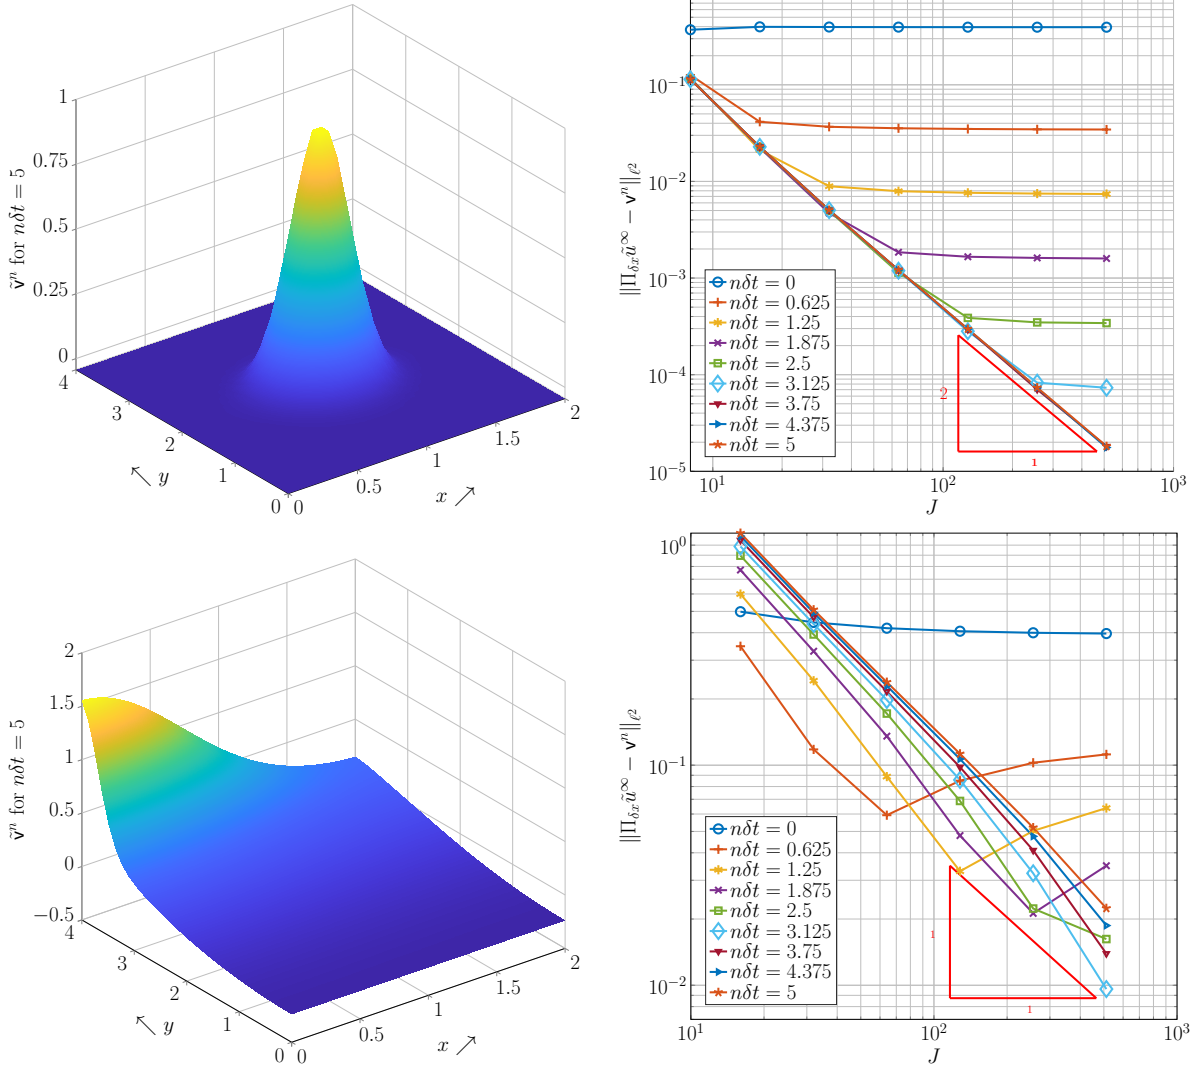 1
0.75
0.5
0.25
0
ṽⁿ for nδt = 5
4
3
2
1
0
← y
0
0.5
1
1.5
2
x →
10⁻¹
10⁻²
10⁻³
10⁻⁴
10⁻⁵
‖Π_δx ũ^∞ − vⁿ‖_ℓ²
nδt = 0
nδt = 0.625
nδt = 1.25
nδt = 1.875
nδt = 2.5
nδt = 3.125
nδt = 3.75
nδt = 4.375
nδt = 5
2
1
10¹
10²
10³
J
2
1.5
1
0.5
0
−0.5
ṽⁿ for nδt = 5
4
3
2
1
0
← y
0
0.5
1
1.5
2
x →
10⁰
10⁻¹
10⁻²
‖Π_δx ũ^∞ − vⁿ‖_ℓ²
nδt = 0
nδt = 0.625
nδt = 1.25
nδt = 1.875
nδt = 2.5
nδt = 3.125
nδt = 3.75
nδt = 4.375
nδt = 5
1
1
10¹
10²
10³
J